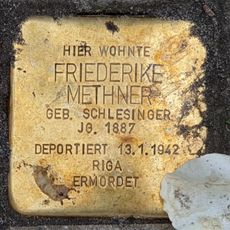 HIER WOHNTE
FRIEDERIKE
METHNER
GEB. SCHLESINGER
JG. 1887
DEPORTIERT 13.1.1942
RIGA
ERMORDET